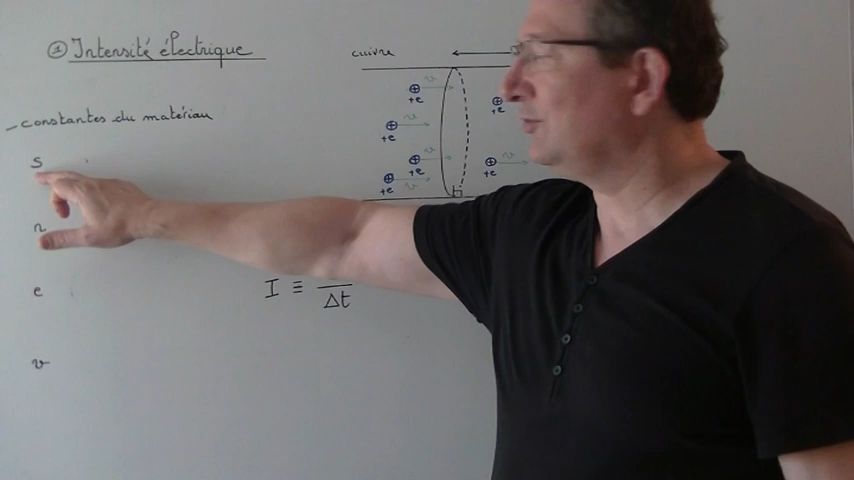 ① Intensité électrique
- constantes du matériau
S
n
e
v
cuivre
v
+e
+e
v
+e
v
+e
v
+e
v
+e
I ≡ / Δt